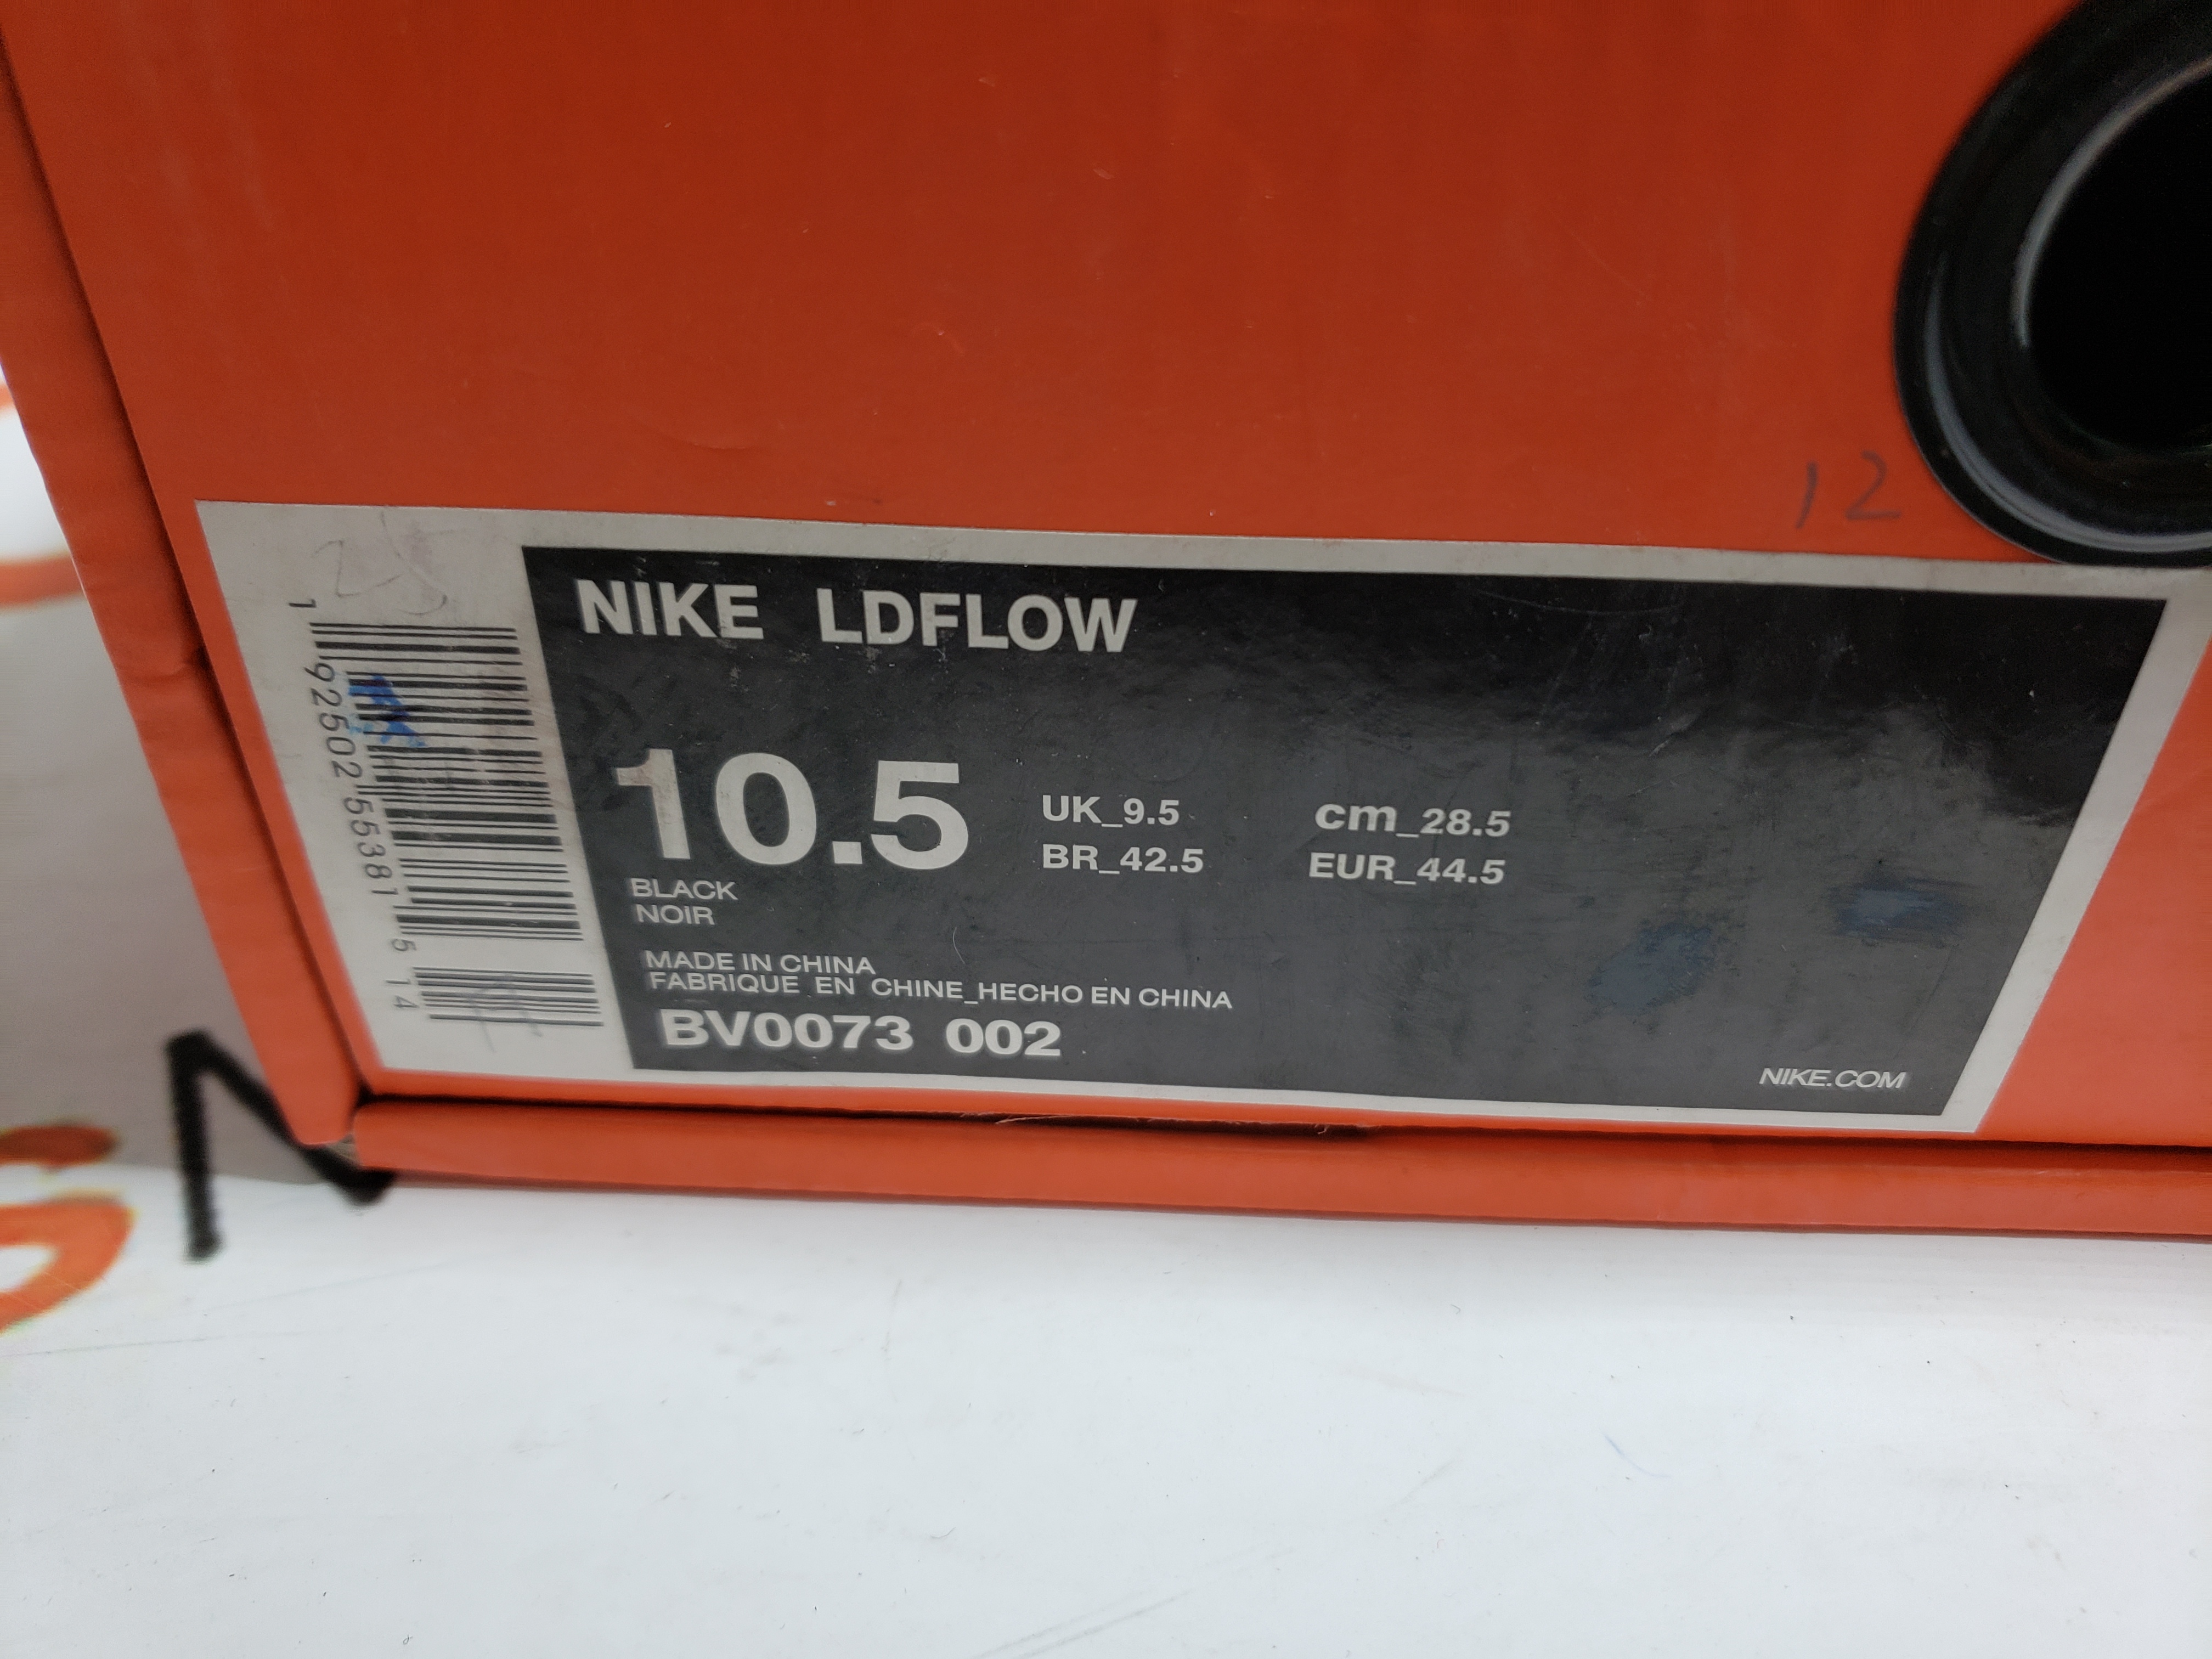 12
25
1 92502 55381 5 14
NIKE LDFLOW
10.5
UK_9.5 cm_28.5
BR_42.5 EUR_44.5
BLACK
NOIR
MADE IN CHINA
FABRIQUE EN CHINE_HECHO EN CHINA
BV0073 002
NIKE.COM